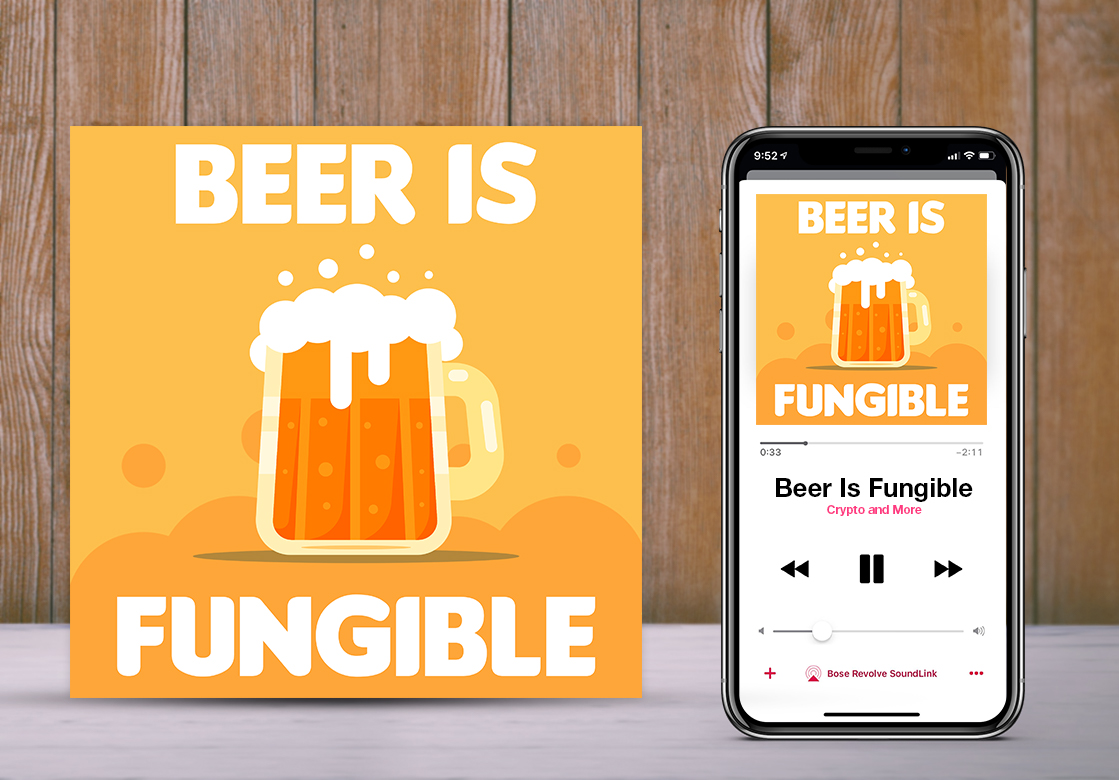 BEER IS
FUNGIBLE
9:52
BEER IS
FUNGIBLE
0:33
−2:11
Beer Is Fungible
Crypto and More
Bose Revolve SoundLink